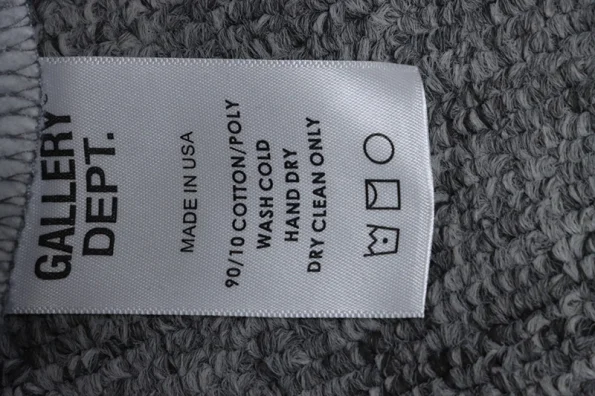 GALLERY
DEPT.
MADE IN USA
90/10 COTTON/POLY
WASH COLD
HAND DRY
DRY CLEAN ONLY